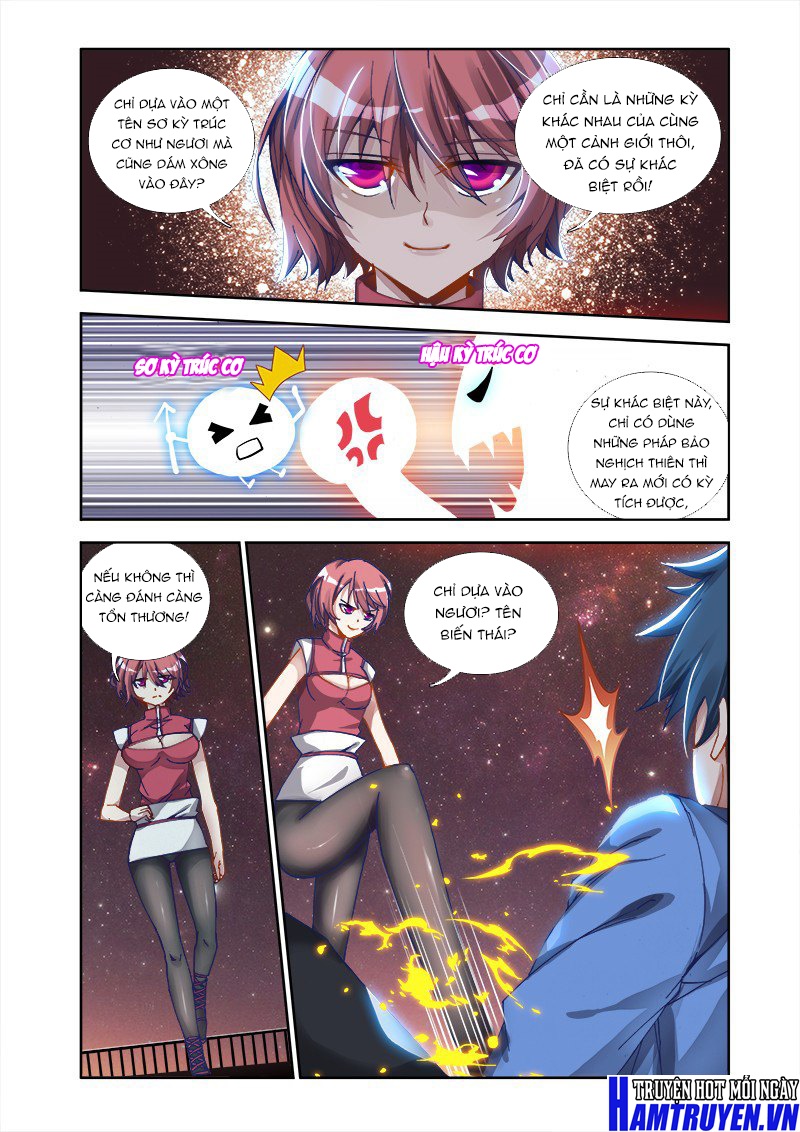 CHỈ DỰA VÀO MỘT
TÊN SƠ KỲ TRÚC
CƠ NHƯ NGƯƠI MÀ
CŨNG DÁM XÔNG
VÀO ĐÂY?
CHỈ CẦN LÀ NHỮNG KỲ
KHÁC NHAU CỦA CÙNG
MỘT CẢNH GIỚI THÔI,
ĐÃ CÓ SỰ KHÁC
BIỆT RỒI!
SƠ KỲ TRÚC CƠ
HẬU KỲ TRÚC CƠ
SỰ KHÁC BIỆT NÀY,
CHỈ CÓ DÙNG
NHỮNG PHÁP BẢO
NGHỊCH THIÊN THÌ
MAY RA MỚI CÓ KỲ
TÍCH ĐƯỢC,
NẾU KHÔNG THÌ
CÀNG ĐÁNH CÀNG
TỔN THƯƠNG!
CHỈ DỰA VÀO
NGƯƠI? TÊN
BIẾN THÁI?
TRUYỆN HOT MỖI NGÀY
HAMTRUYEN.VN